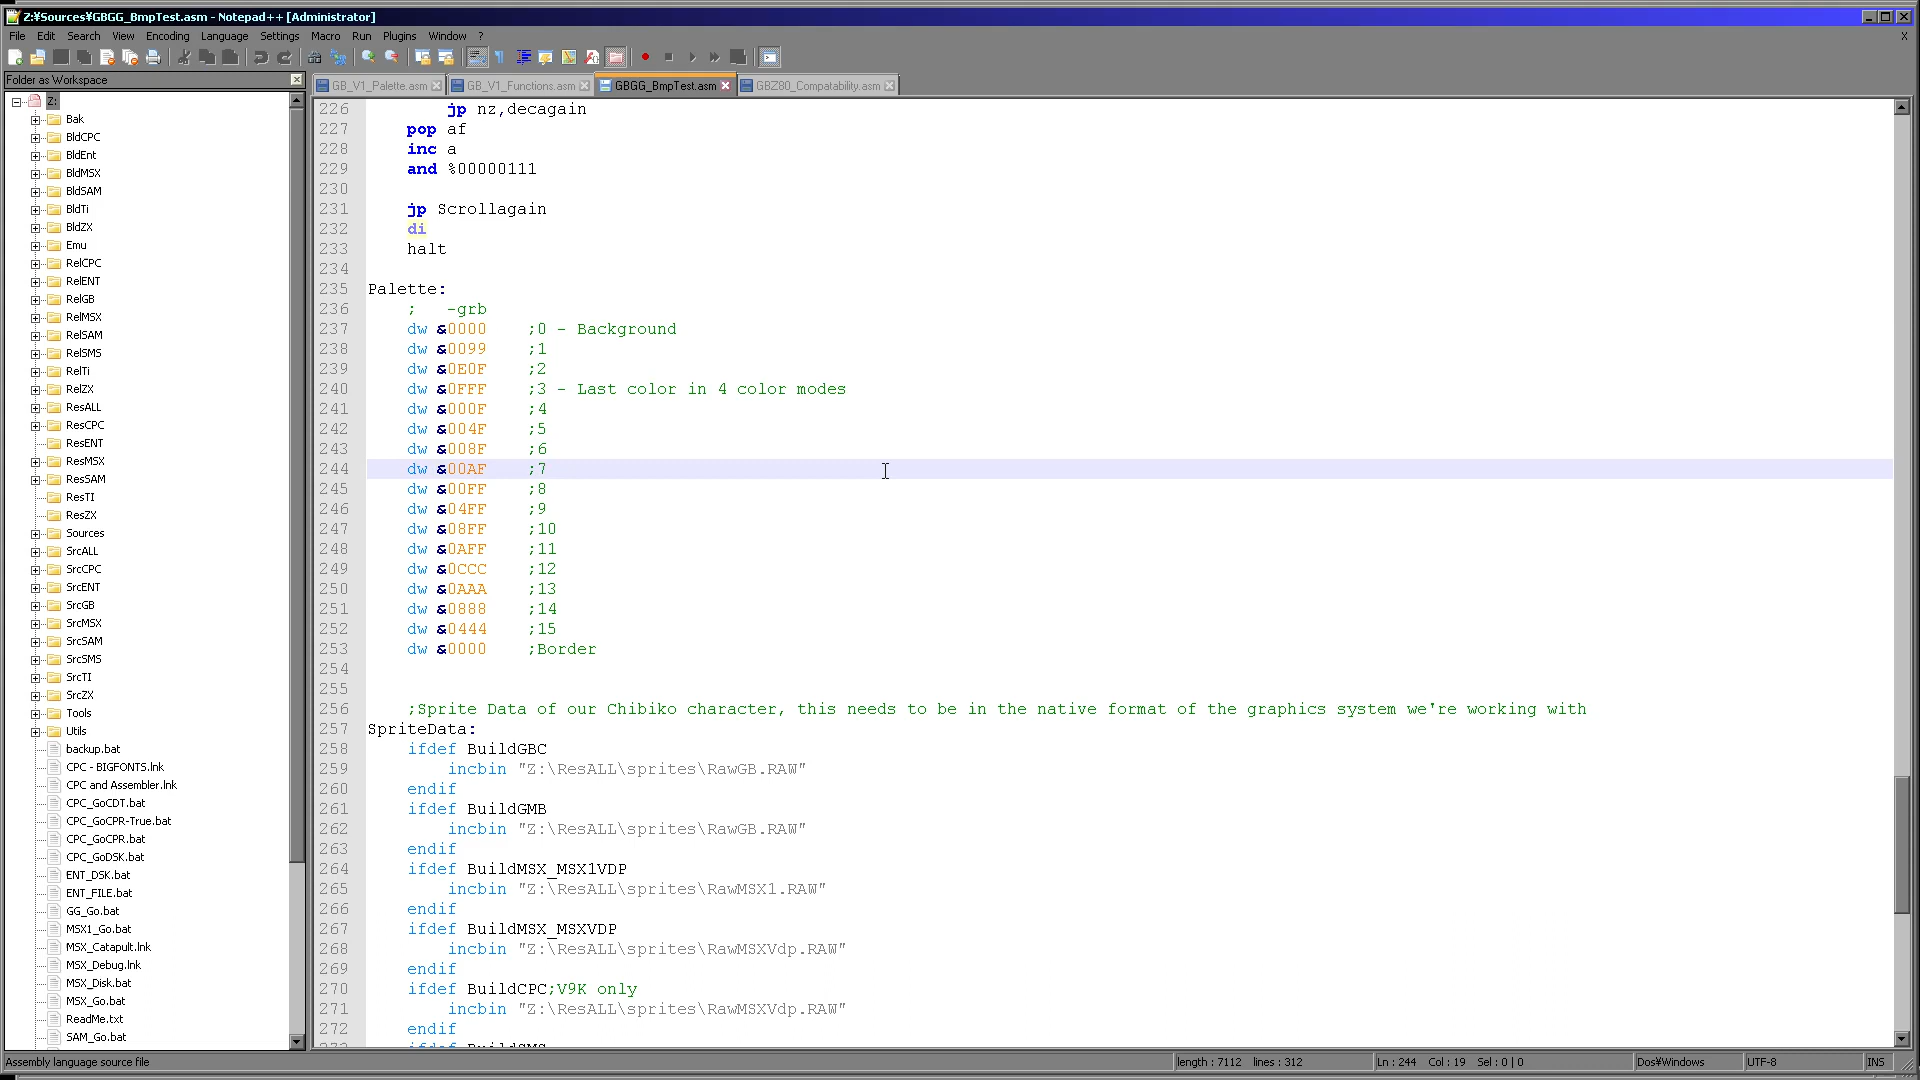 Z:¥Sources¥GBGG_BmpTest.asm - Notepad++ [Administrator]
File Edit Search View Encoding Language Settings Macro Run Plugins Window ? X
Folder as Workspace
GB_V1_Palette.asm GB_V1_Functions.asm GBGG_BmpTest.asm GBZ80_Compatability.asm
Z:
Bak
BldCPC
BldEnt
BldMSX
BldSAM
BldTi
BldZX
Emu
RelCPC
RelENT
RelGB
RelMSX
RelSAM
RelSMS
RelTi
RelZX
ResALL
ResCPC
ResENT
ResMSX
ResSAM
ResTI
ResZX
Sources
SrcALL
SrcCPC
SrcENT
SrcGB
SrcMSX
SrcSAM
SrcSMS
SrcTI
SrcZX
Tools
Utils
backup.bat
CPC - BIGFONTS.lnk
CPC and Assembler.lnk
CPC_GoCDT.bat
CPC_GoCPR-True.bat
CPC_GoCPR.bat
CPC_GoDSK.bat
ENT_DSK.bat
ENT_FILE.bat
GG_Go.bat
MSX1_Go.bat
MSX_Catapult.lnk
MSX_Debug.lnk
MSX_Disk.bat
MSX_Go.bat
ReadMe.txt
SAM_Go.bat
226 jp nz,decagain
227 pop af
228 inc a
229 and %00000111
230
231 jp Scrollagain
232 di
233 halt
234
235 Palette:
236 ; -grb
237 dw &0000 ;0 - Background
238 dw &0099 ;1
239 dw &0E0F ;2
240 dw &0FFF ;3 - Last color in 4 color modes
241 dw &000F ;4
242 dw &004F ;5
243 dw &008F ;6
244 dw &00AF ;7
245 dw &00FF ;8
246 dw &04FF ;9
247 dw &08FF ;10
248 dw &0AFF ;11
249 dw &0CCC ;12
250 dw &0AAA ;13
251 dw &0888 ;14
252 dw &0444 ;15
253 dw &0000 ;Border
254
255
256 ;Sprite Data of our Chibiko character, this needs to be in the native format of the graphics system we're working with
257 SpriteData:
258 ifdef BuildGBC
259 incbin "Z:\ResALL\sprites\RawGB.RAW"
260 endif
261 ifdef BuildGMB
262 incbin "Z:\ResALL\sprites\RawGB.RAW"
263 endif
264 ifdef BuildMSX_MSX1VDP
265 incbin "Z:\ResALL\sprites\RawMSX1.RAW"
266 endif
267 ifdef BuildMSX_MSXVDP
268 incbin "Z:\ResALL\sprites\RawMSXVdp.RAW"
269 endif
270 ifdef BuildCPC;V9K only
271 incbin "Z:\ResALL\sprites\RawMSXVdp.RAW"
272 endif
273 ifdef BuildSMS
Assembly language source file length : 7112 lines : 312 Ln : 244 Col : 19 Sel : 0 | 0 Dos¥Windows UTF-8 INS